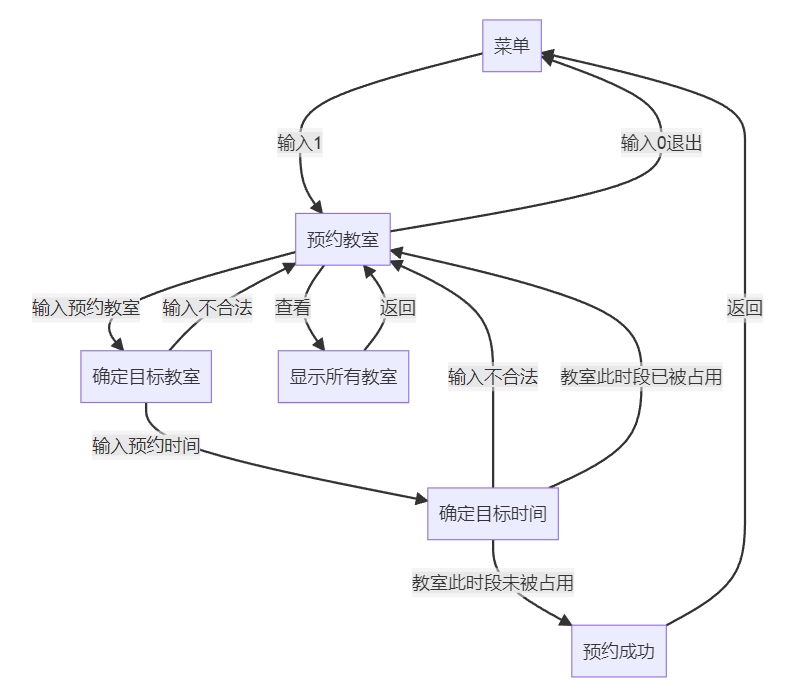 菜单
输入1
输入0退出
预约教室
输入预约教室
输入不合法
查看
返回
返回
确定目标教室
显示所有教室
输入不合法
教室此时段已被占用
输入预约时间
确定目标时间
教室此时段未被占用
预约成功